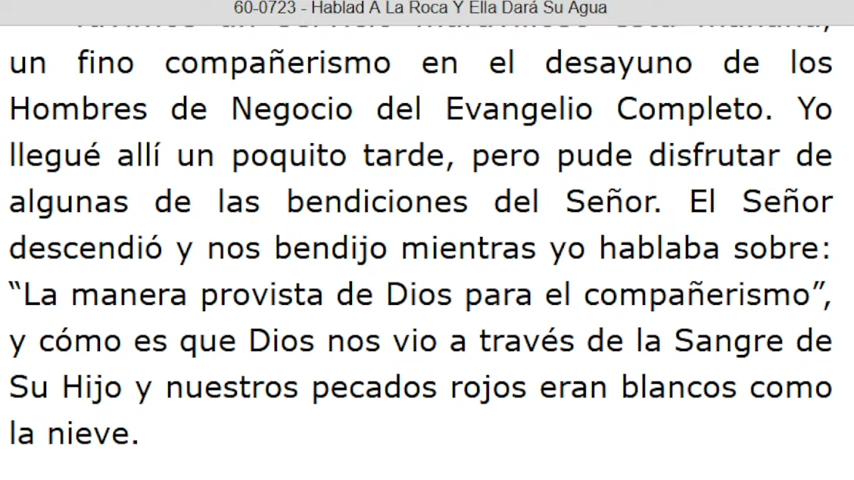 60-0723 - Hablad A La Roca Y Ella Dará Su Agua
un fino compañerismo en el desayuno de los
Hombres de Negocio del Evangelio Completo. Yo
llegué allí un poquito tarde, pero pude disfrutar de
algunas de las bendiciones del Señor. El Señor
descendió y nos bendijo mientras yo hablaba sobre:
“La manera provista de Dios para el compañerismo”,
y cómo es que Dios nos vio a través de la Sangre de
Su Hijo y nuestros pecados rojos eran blancos como
la nieve.